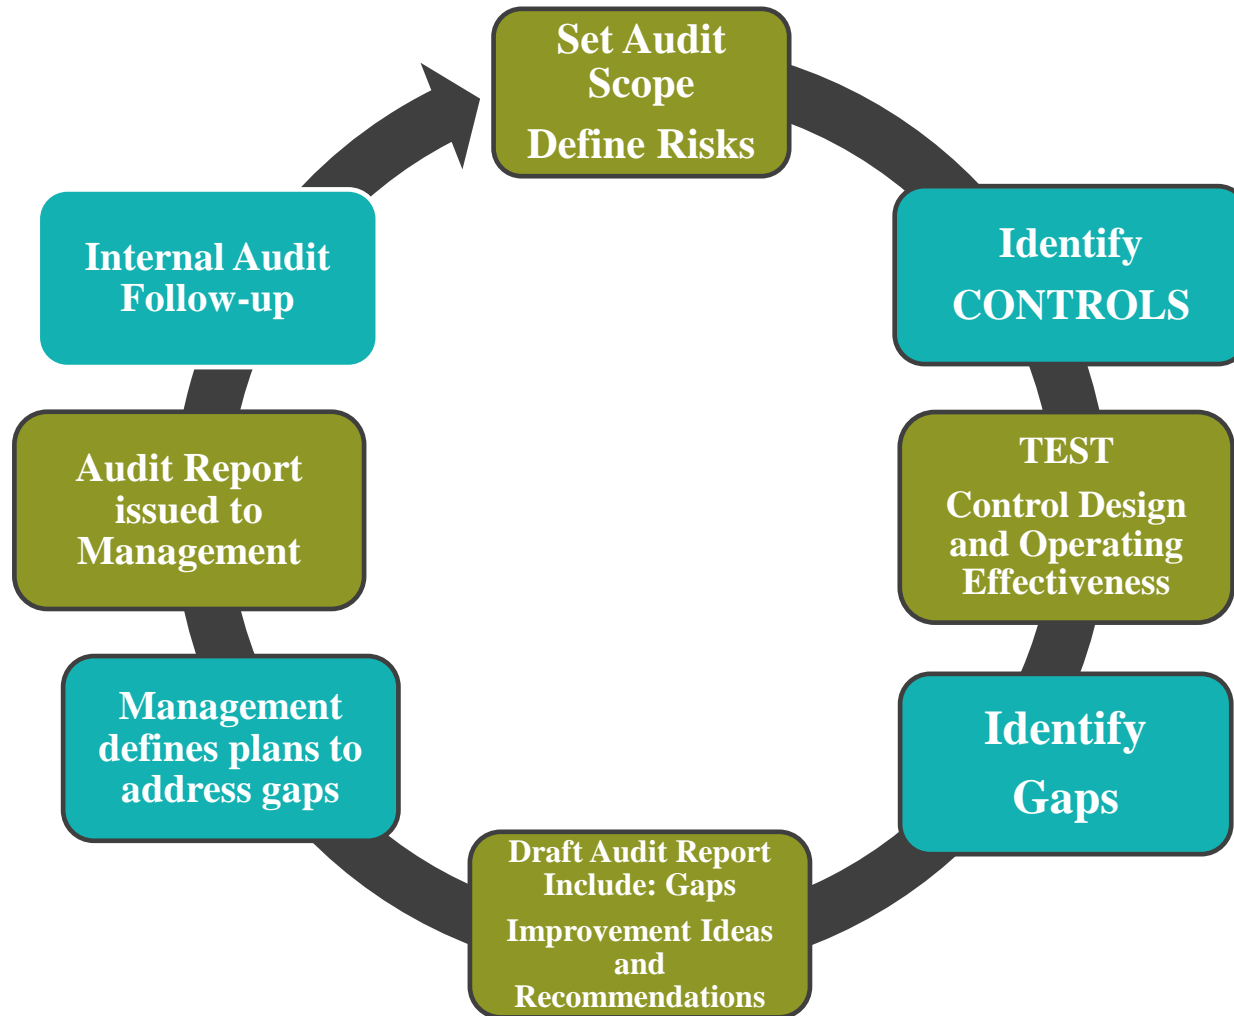 Set Audit
Scope
Define Risks
Identify
CONTROLS
TEST
Control Design
and Operating
Effectiveness
Identify
Gaps
Draft Audit Report
Include: Gaps
Improvement Ideas
and
Recommendations
Management
defines plans to
address gaps
Audit Report
issued to
Management
Internal Audit
Follow-up